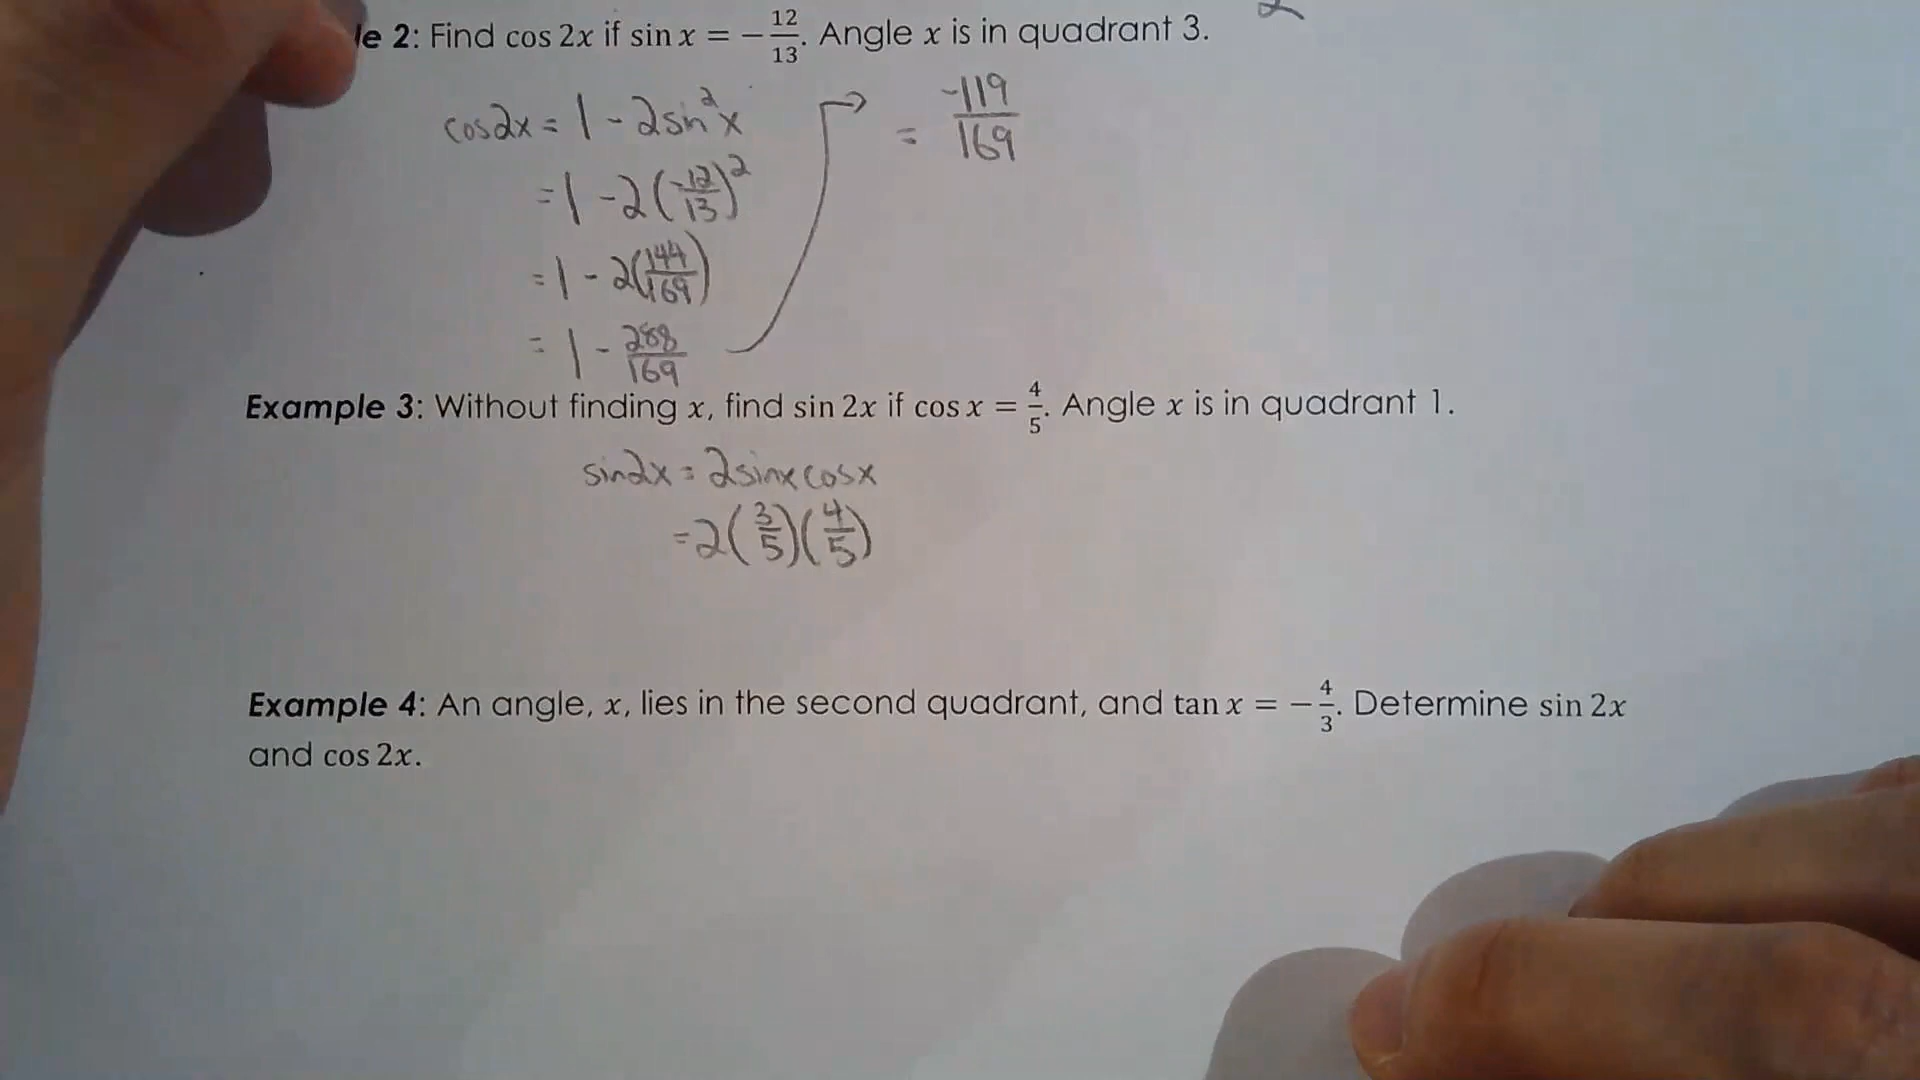 le 2: Find cos 2x if sin x = −12/13. Angle x is in quadrant 3.
cos2x = 1 - 2sin²x
= 1 - 2(-12/13)²
= 1 - 2(144/169)
= 1 - 288/169
= -119/169
Example 3: Without finding x, find sin 2x if cos x = 4/5. Angle x is in quadrant 1.
sin2x = 2sinxcosx
= 2(3/5)(4/5)
Example 4: An angle, x, lies in the second quadrant, and tan x = −4/3. Determine sin 2x
and cos 2x.